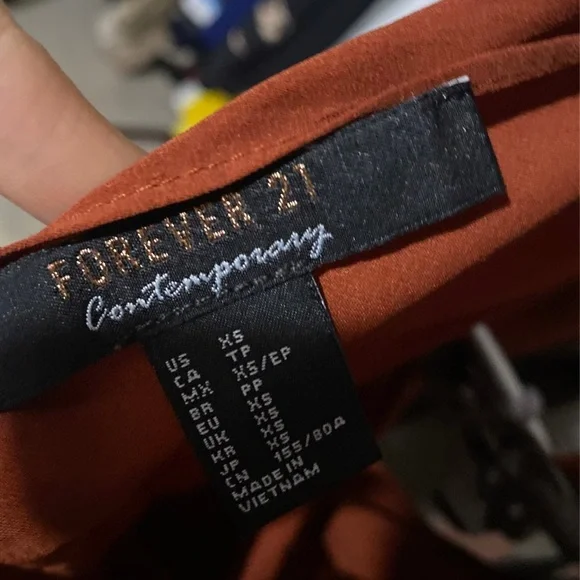 FOREVER 21
Contemporary
US
CA
MX
BR
EU
UK
KR
JP
CN
XS
TP
XS/EP
PP
XS
XS
XS
155/80A
MADE IN
VIETNAM